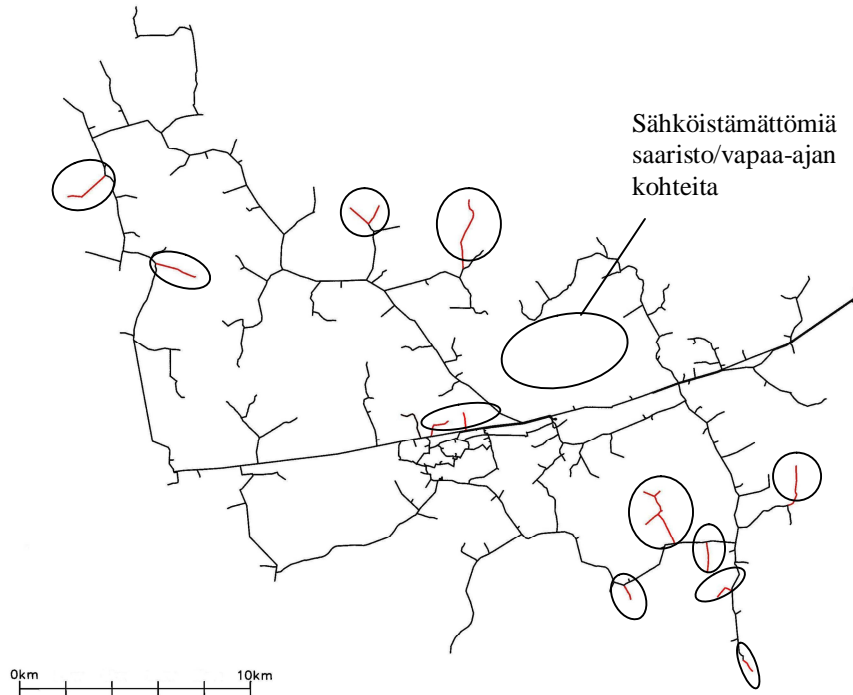 Sähköistämättömiä
saaristo/vapaa-ajan
kohteita
0km
10km